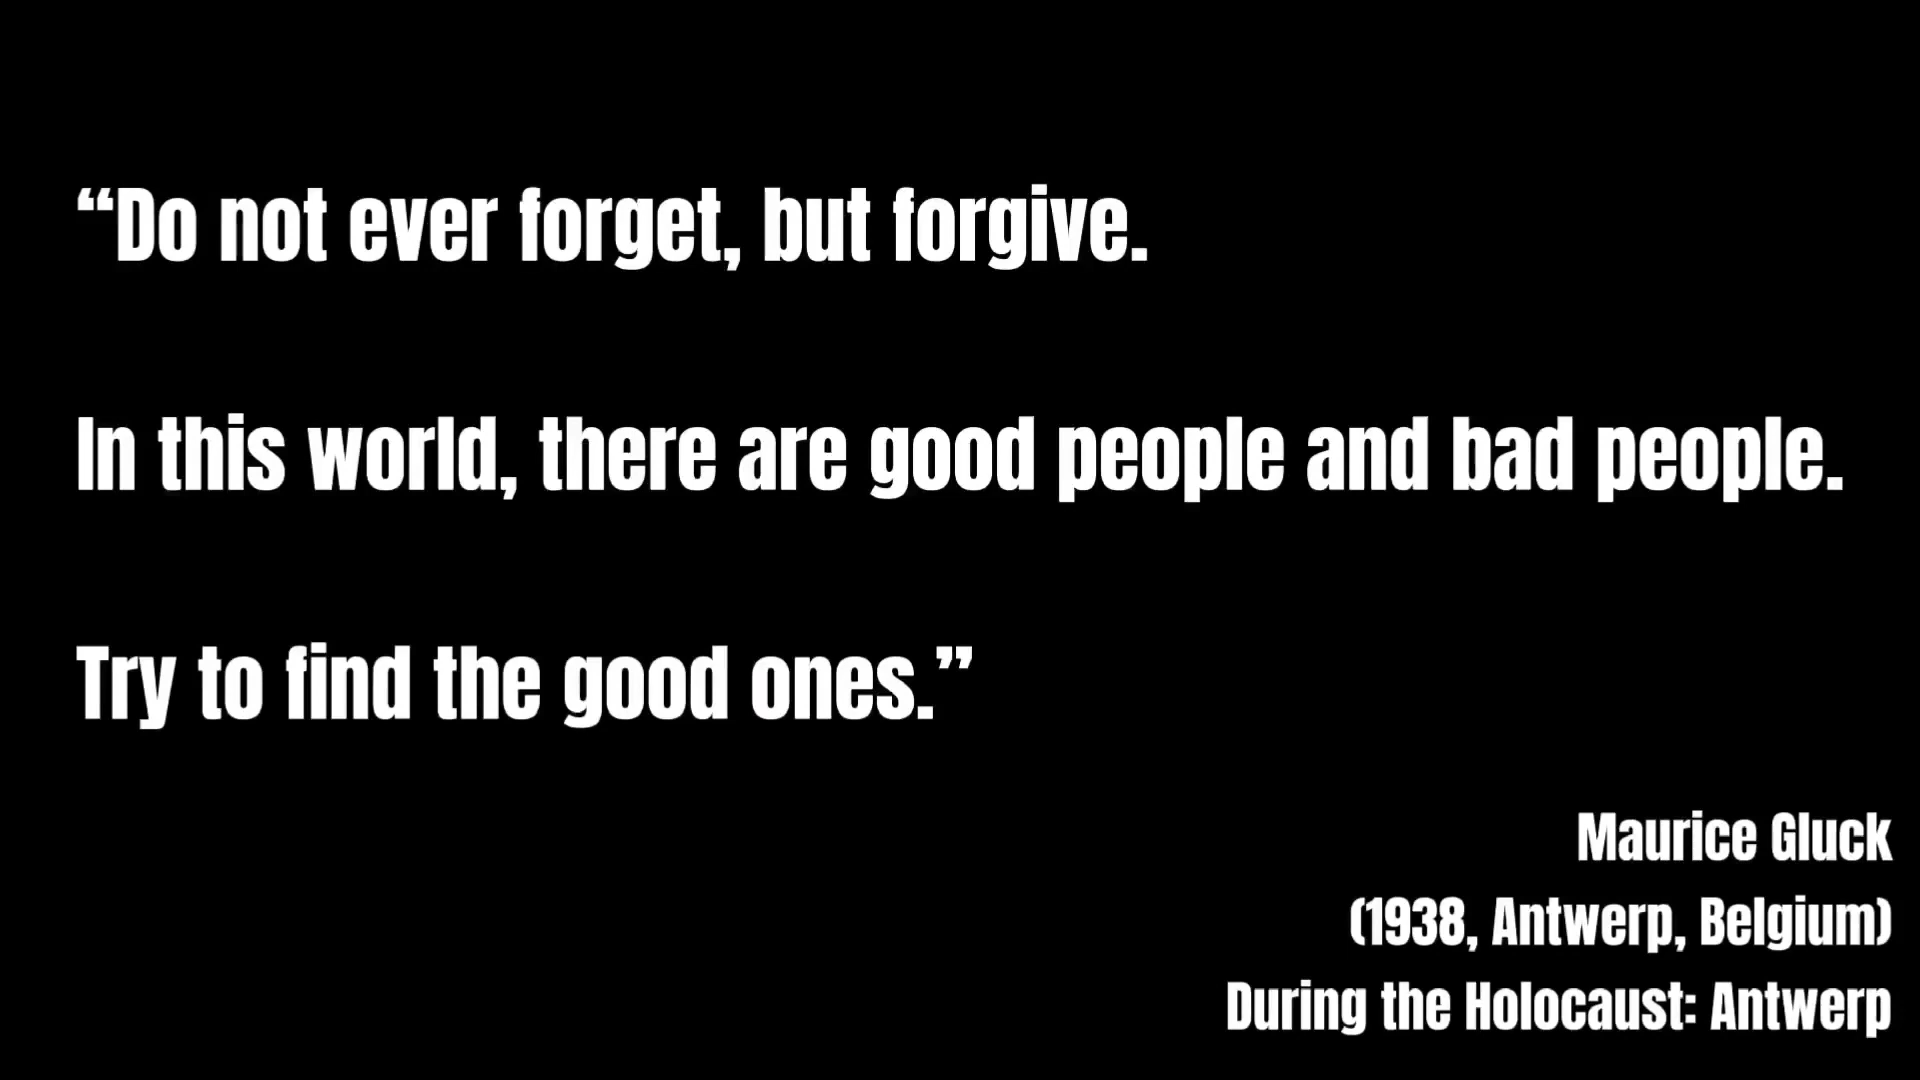 “Do not ever forget, but forgive.
In this world, there are good people and bad people.
Try to find the good ones.”
Maurice Gluck
(1938, Antwerp, Belgium)
During the Holocaust: Antwerp